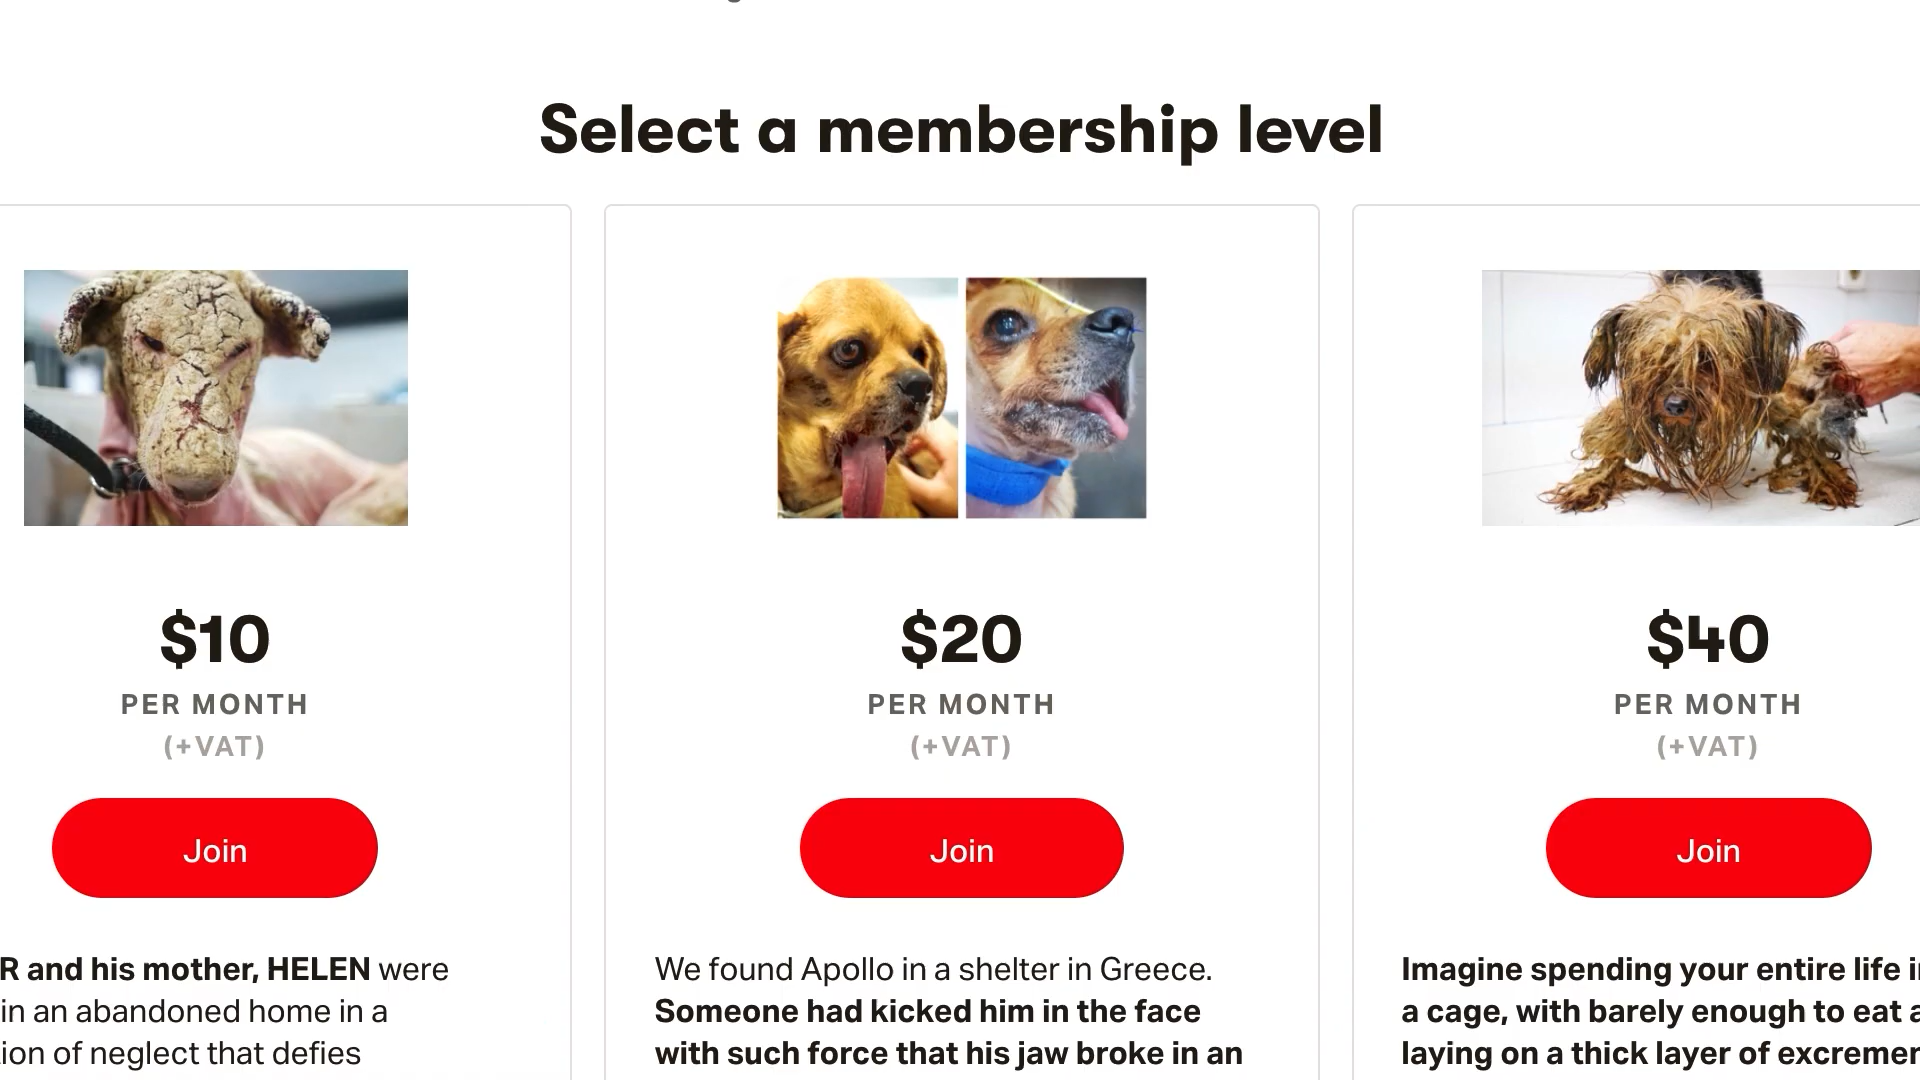 Select a membership level
$10
PER MONTH
(+VAT)
Join
R and his mother, HELEN were
in an abandoned home in a
ion of neglect that defies
$20
PER MONTH
(+VAT)
Join
We found Apollo in a shelter in Greece.
Someone had kicked him in the face
with such force that his jaw broke in an
$40
PER MONTH
(+VAT)
Join
Imagine spending your entire life i
a cage, with barely enough to eat a
laying on a thick layer of excremen